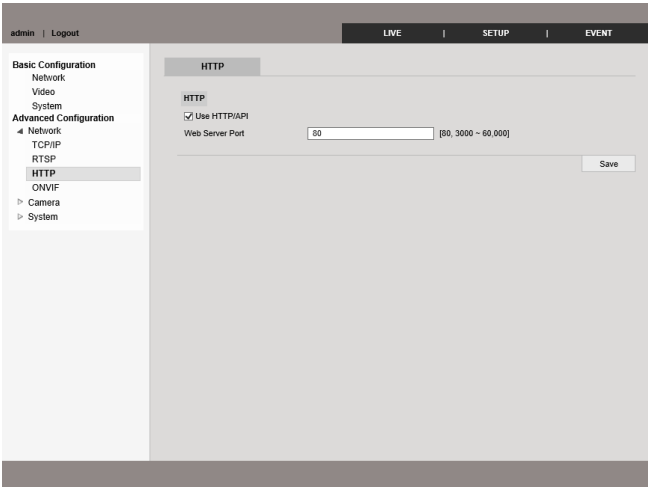 admin | Logout
LIVE | SETUP | EVENT
Basic Configuration
Network
Video
System
Advanced Configuration
Network
TCP/IP
RTSP
HTTP
ONVIF
Camera
System
HTTP
HTTP
Use HTTP/API
Web Server Port 80 [80, 3000 ~ 60,000]
Save